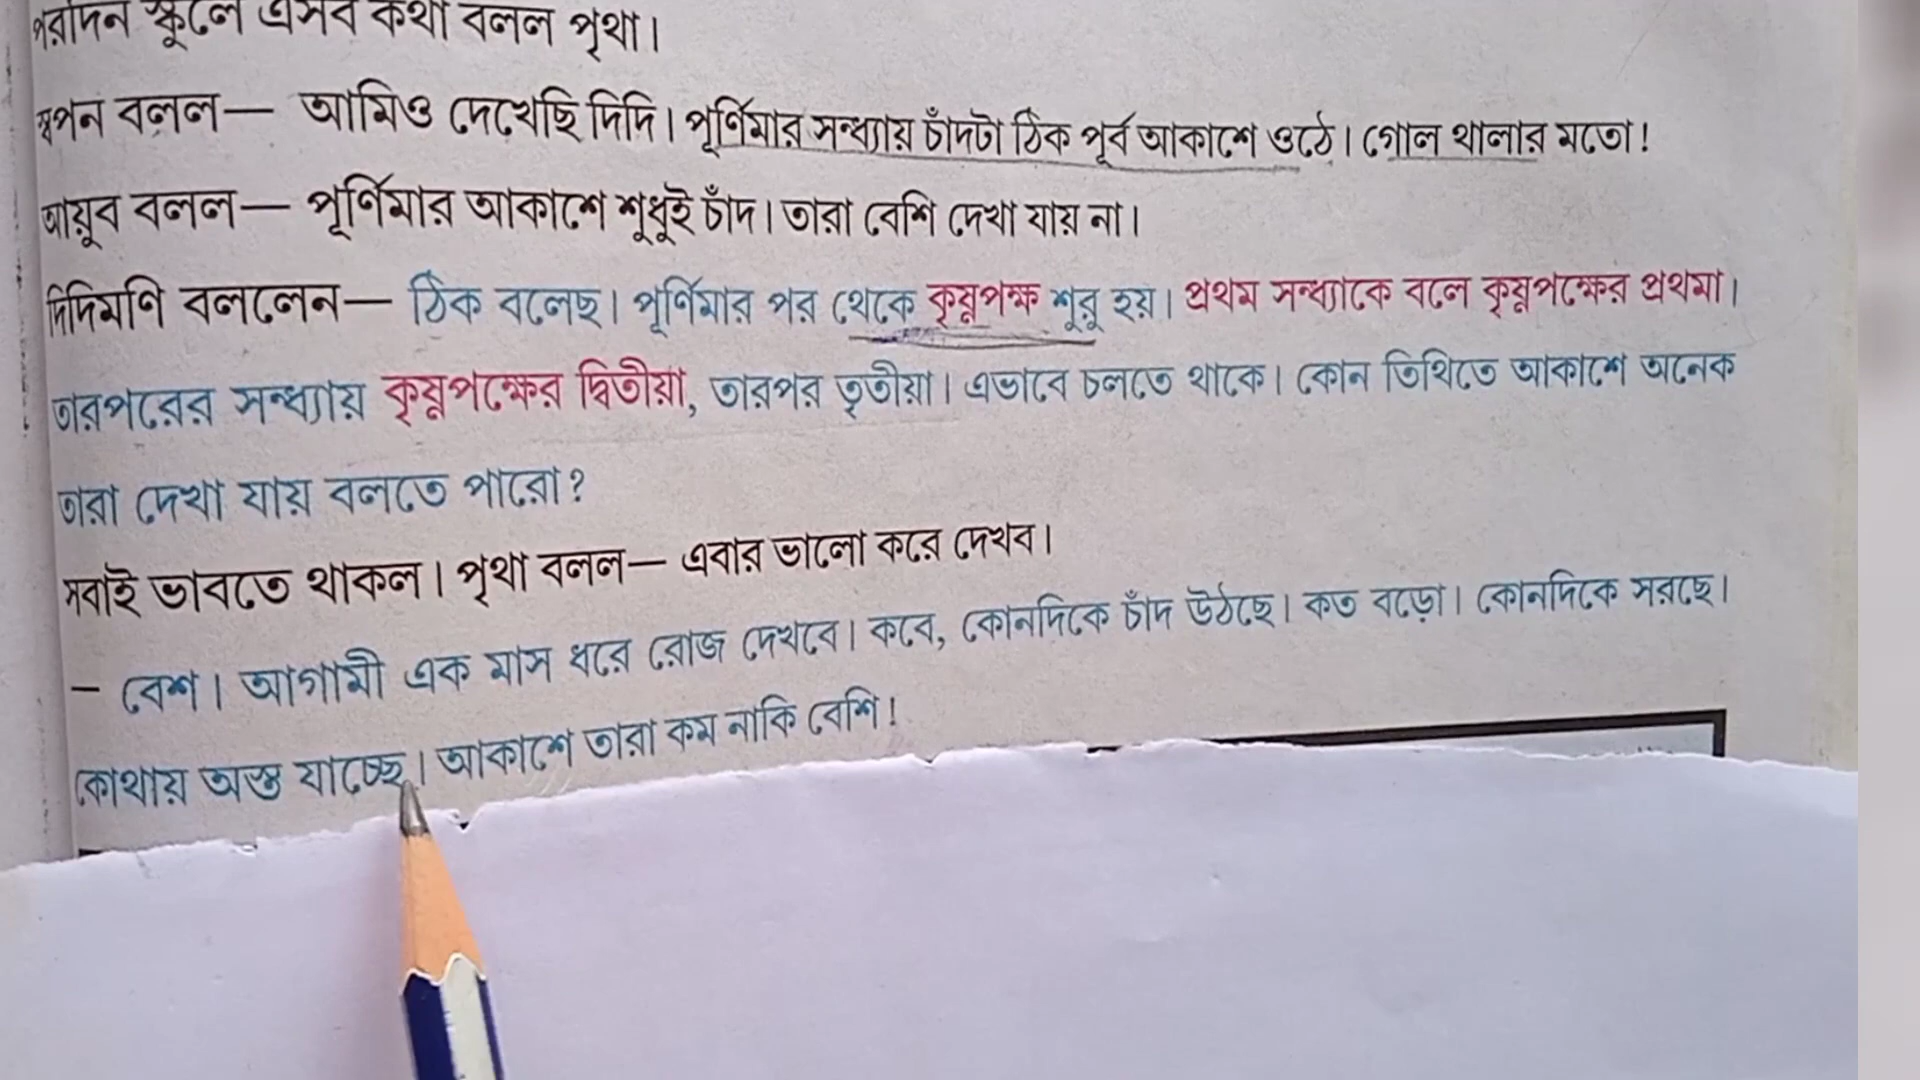 পরদিন স্কুলে এসব কথা বলল পৃথা।
স্বপন বলল— আমিও দেখেছি দিদি। পূর্ণিমার সন্ধ্যায় চাঁদটা ঠিক পূর্ব আকাশে ওঠে। গোল থালার মতো!
আয়ুব বলল— পূর্ণিমার আকাশে শুধুই চাঁদ। তারা বেশি দেখা যায় না।
দিদিমণি বললেন— ঠিক বলেছ। পূর্ণিমার পর থেকে কৃষ্ণপক্ষ শুরু হয়। প্রথম সন্ধ্যাকে বলে কৃষ্ণপক্ষের প্রথমা।
তারপরের সন্ধ্যায় কৃষ্ণপক্ষের দ্বিতীয়া, তারপর তৃতীয়া। এভাবে চলতে থাকে। কোন তিথিতে আকাশে অনেক
তারা দেখা যায় বলতে পারো?
সবাই ভাবতে থাকল। পৃথা বলল— এবার ভালো করে দেখব।
— বেশ। আগামী এক মাস ধরে রোজ দেখবে। কবে, কোনদিকে চাঁদ উঠছে। কত বড়ো। কোনদিকে সরছে।
কোথায় অস্ত যাচ্ছে। আকাশে তারা কম নাকি বেশি!